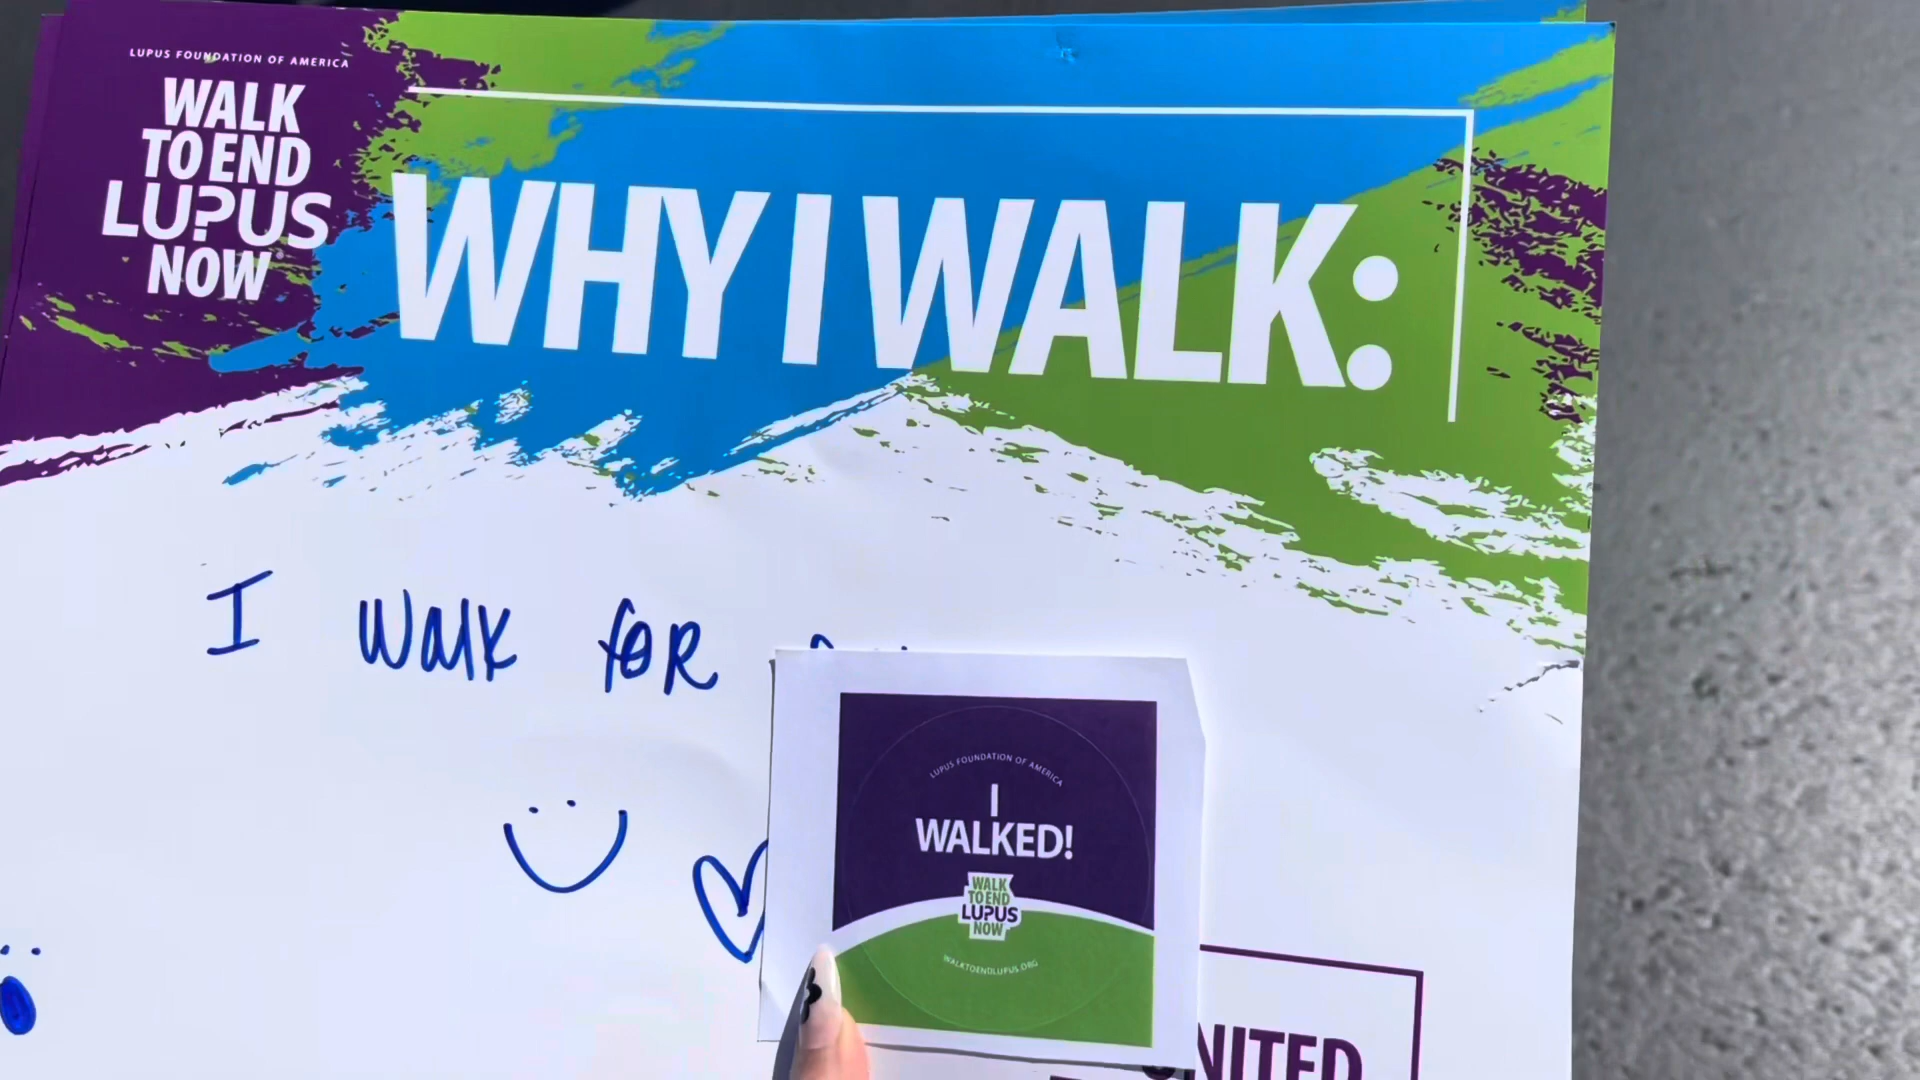 LUPUS FOUNDATION OF AMERICA
WALK
TO END
LUPUS
NOW
WHY I WALK:
I Walk foR
LUPUS FOUNDATION OF AMERICA
I
WALKED!
WALK
TO END
LUPUS
NOW
WALKTOENDLUPUS.ORG